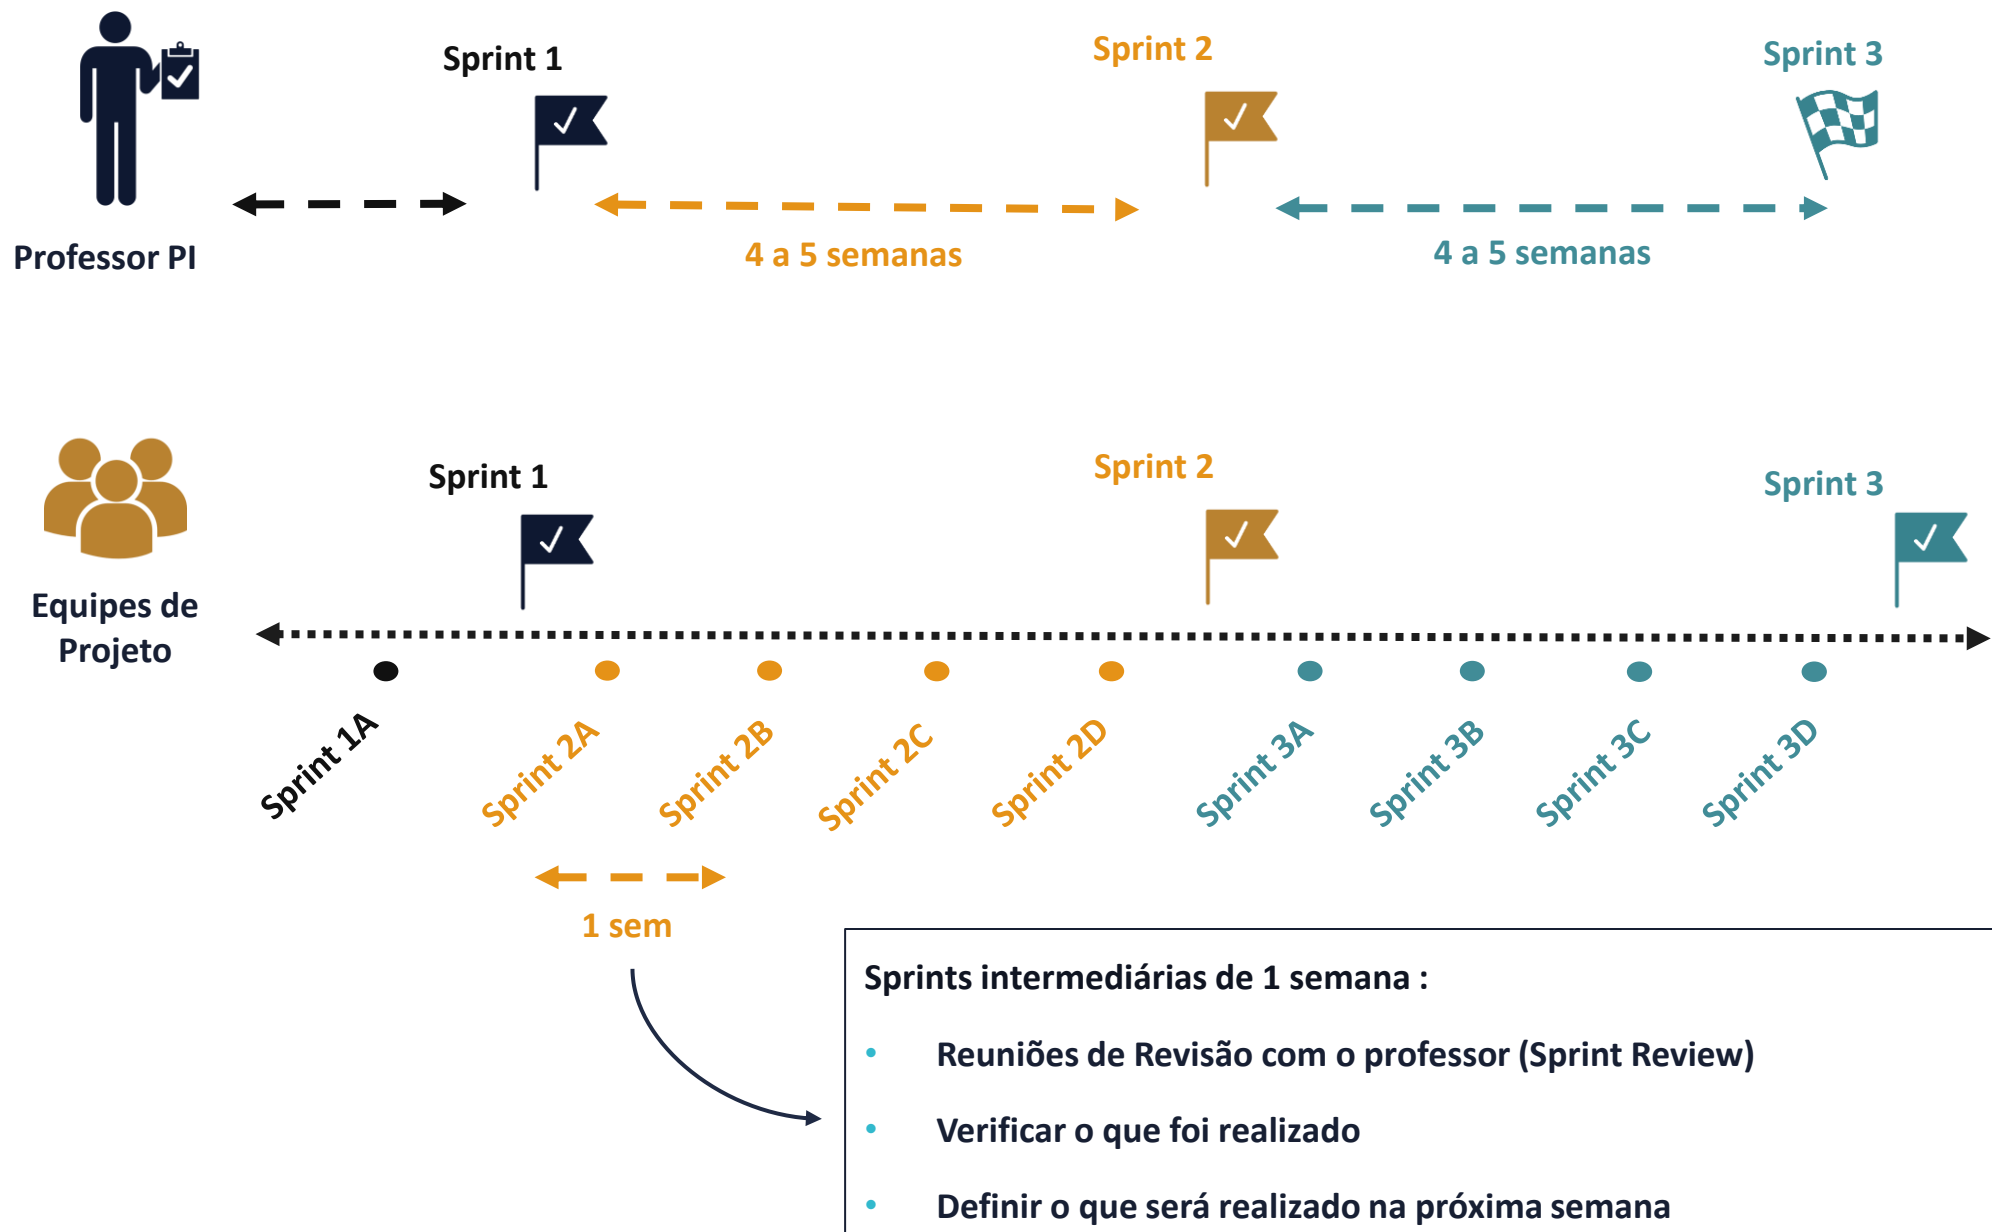 Sprint 1
Sprint 2
Sprint 3
Professor PI
4 a 5 semanas
4 a 5 semanas
Sprint 1
Sprint 2
Sprint 3
Equipes de
Projeto
Sprint 1A
Sprint 2A
Sprint 2B
Sprint 2C
Sprint 2D
Sprint 3A
Sprint 3B
Sprint 3C
Sprint 3D
1 sem
Sprints intermediárias de 1 semana :
• Reuniões de Revisão com o professor (Sprint Review)
• Verificar o que foi realizado
• Definir o que será realizado na próxima semana